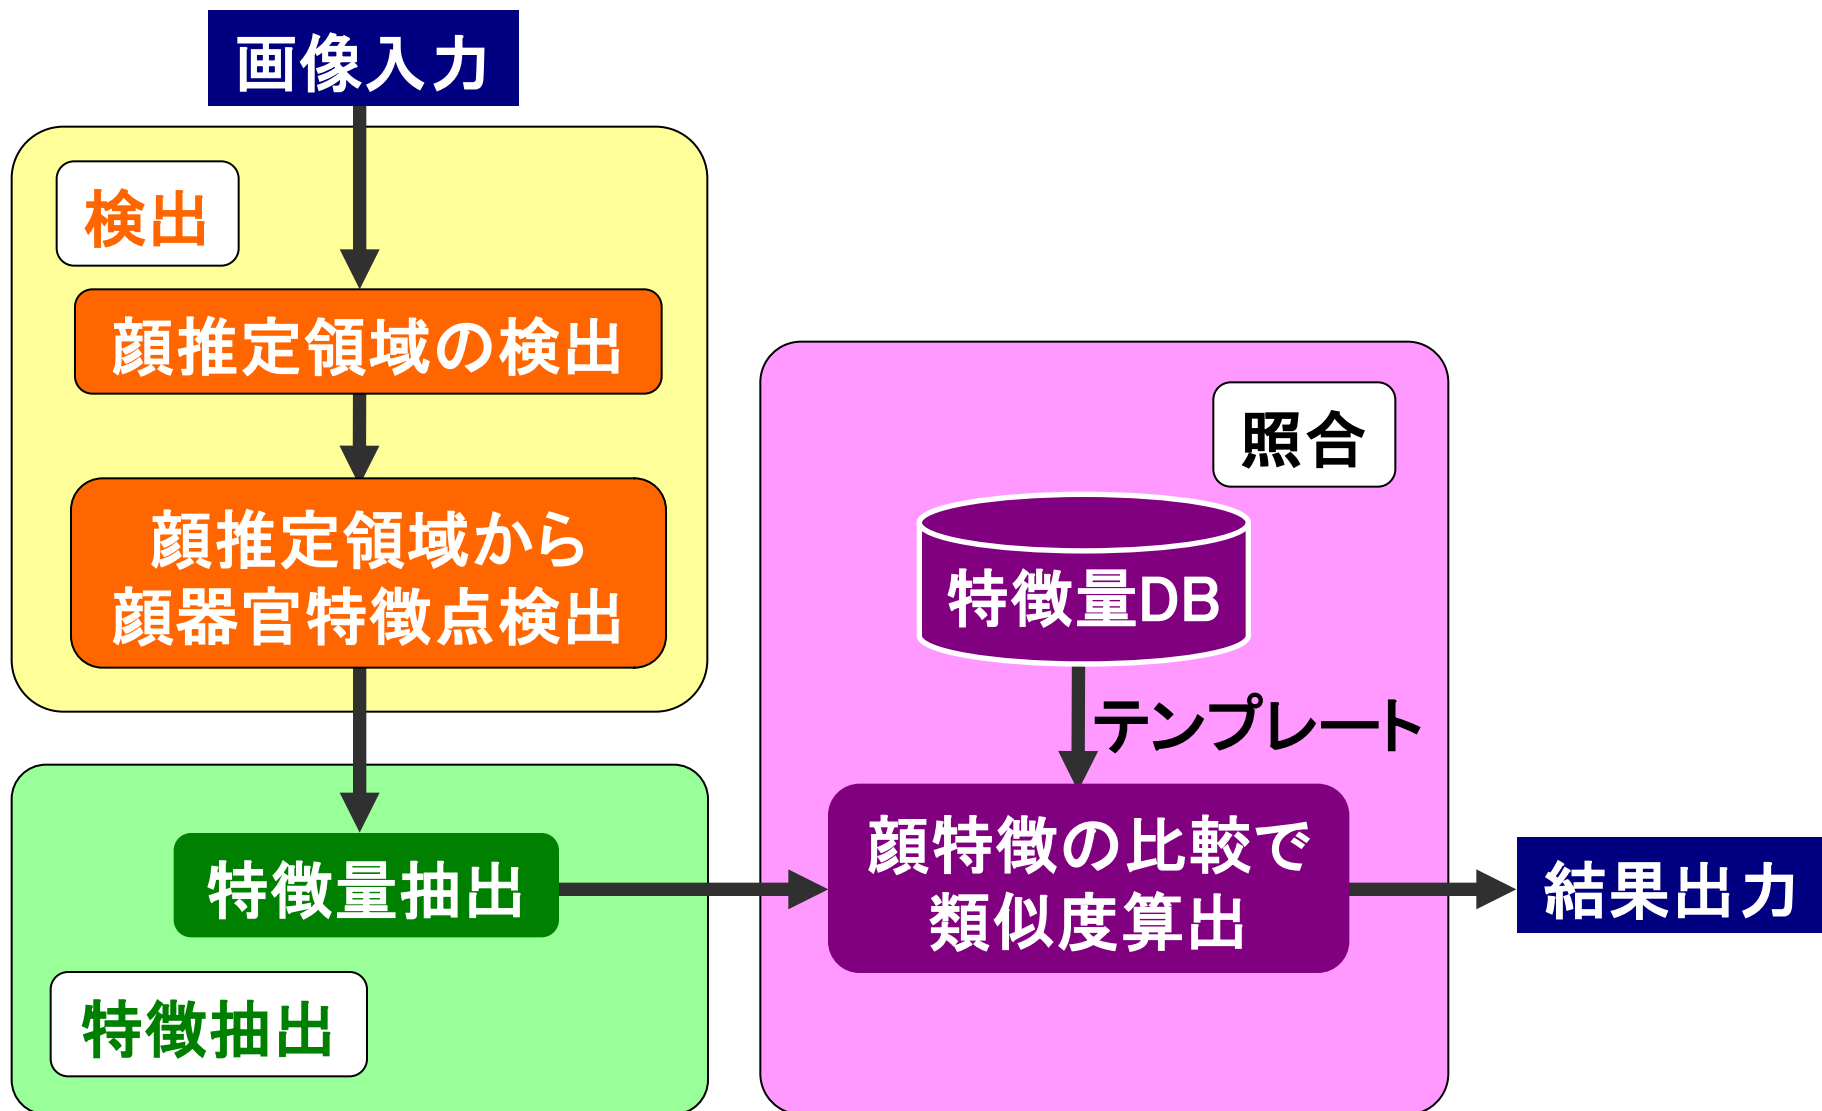 画像入力
検出
顔推定領域の検出
顔推定領域から
顔器官特徴点検出
特徴量抽出
特徴抽出
照合
特徴量DB
テンプレート
顔特徴の比較で
類似度算出
結果出力